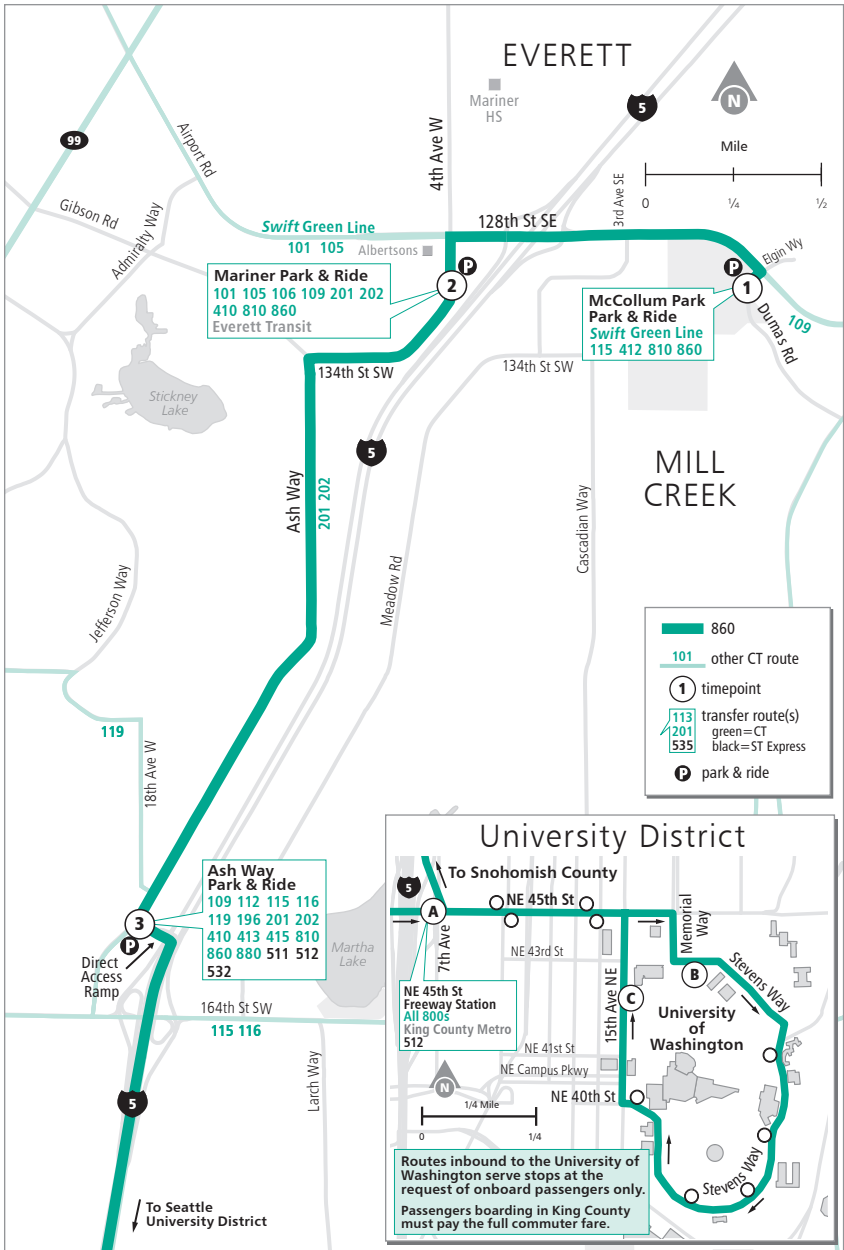 EVERETT
Mariner
HS
5
N
Mile
0
1/4
1/2
99
Airport Rd
4th Ave W
3rd Ave SE
Gibson Rd
Admiralty Way
Swift Green Line
101 105
Albertsons
128th St SE
Elgin Wy
P
2
Mariner Park & Ride
101 105 106 109 201 202
410 810 860
Everett Transit
P
1
McCollum Park
Park & Ride
Swift Green Line
115 412 810 860
109
Dumas Rd
134th St SW
134th St SW
Stickney
Lake
5
MILL
CREEK
Ash Way
201 202
Cascadian Way
Meadow Rd
Jefferson Way
860
101
other CT route
1
timepoint
113
201
535
transfer route(s)
green=CT
black=ST Express
P
park & ride
119
18th Ave W
Ash Way
Park & Ride
109 112 115 116
119 196 201 202
410 413 415 810
860 880 511 512
532
3
P
Direct
Access
Ramp
Martha
Lake
164th St SW
115 116
Larch Way
5
To Seattle
University District
University District
To Snohomish County
5
A
NE 45th St
7th Ave
NE 43rd St
Memorial
Way
Stevens Way
B
NE 45th St
Freeway Station
All 800s
King County Metro
512
15th Ave NE
C
University
of
Washington
NE 41st St
NE Campus Pkwy
NE 40th St
N
1/4 Mile
0
1/4
Stevens Way
Routes inbound to the University of
Washington serve stops at the
request of onboard passengers only.
Passengers boarding in King County
must pay the full commuter fare.